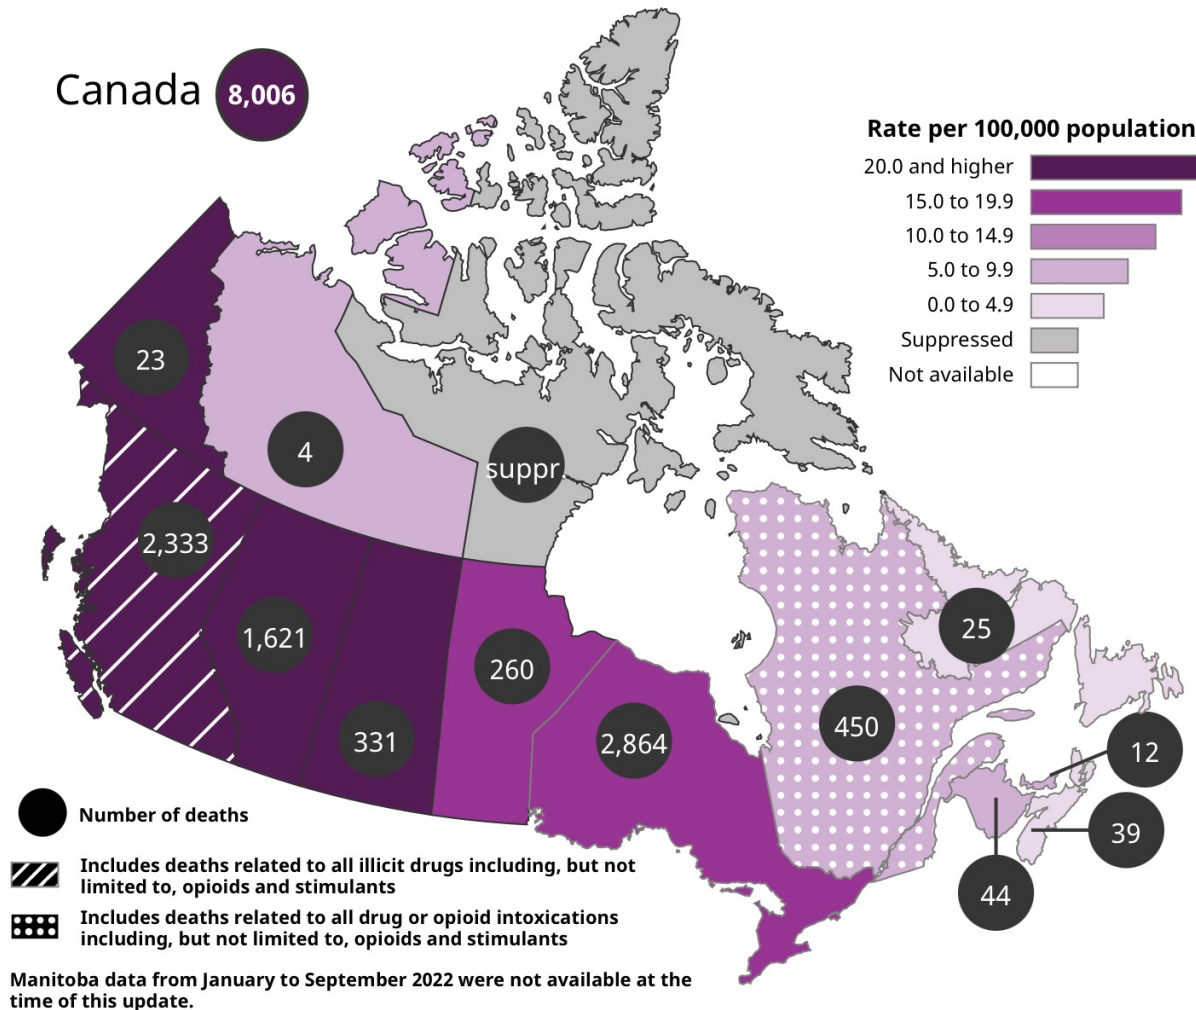 Canada 8,006
Rate per 100,000 population
20.0 and higher
15.0 to 19.9
10.0 to 14.9
5.0 to 9.9
0.0 to 4.9
Suppressed
Not available
23
4
suppr.
2,333
1,621
331
260
2,864
450
25
12
39
44
Number of deaths
Includes deaths related to all illicit drugs including, but not
limited to, opioids and stimulants
Includes deaths related to all drug or opioid intoxications
including, but not limited to, opioids and stimulants
Manitoba data from January to September 2022 were not available at the
time of this update.